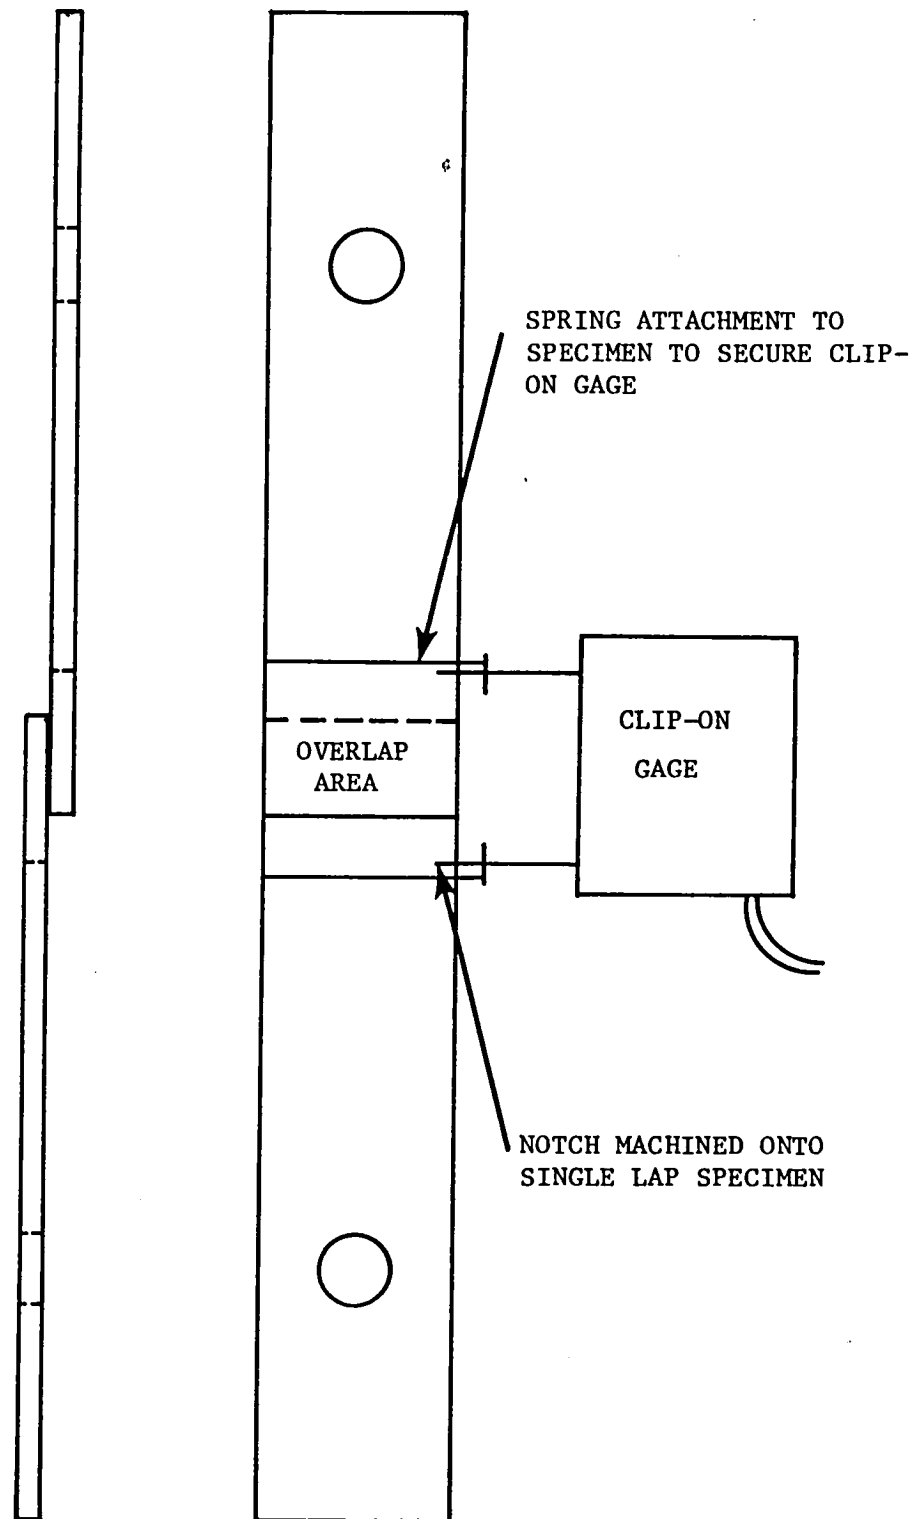 SPRING ATTACHMENT TO
SPECIMEN TO SECURE CLIP-
ON GAGE
CLIP-ON
GAGE
OVERLAP
AREA
NOTCH MACHINED ONTO
SINGLE LAP SPECIMEN